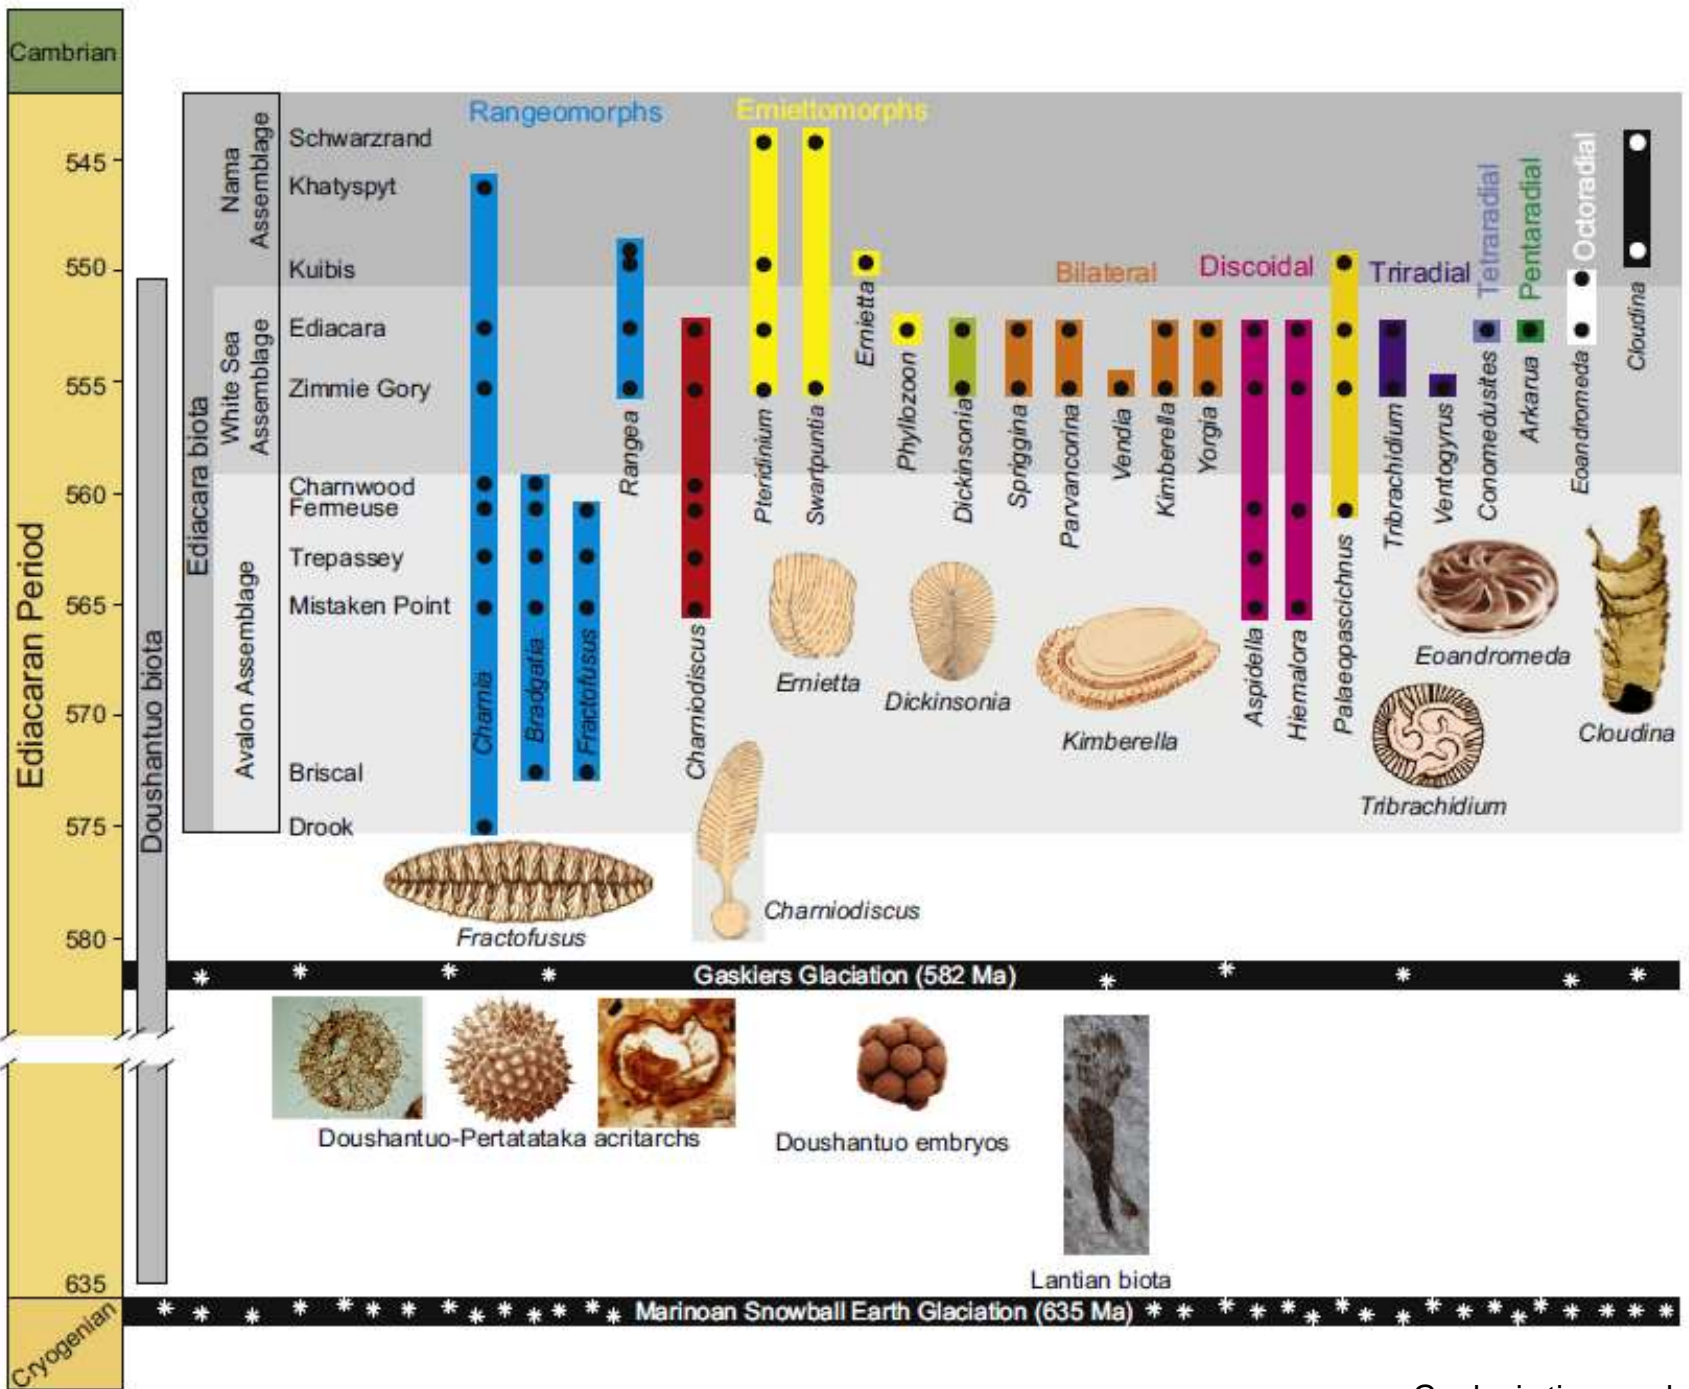 Cambrian
Ediacaran Period
Cryogenian
545
550
555
560
565
570
575
580
635
Doushantuo biota
Ediacara biota
Nama
Assemblage
White Sea
Assemblage
Avalon Assemblage
Schwarzrand
Khatyspyt
Kuibis
Ediacara
Zimmie Gory
Charnwood
Fermeuse
Trepassey
Mistaken Point
Briscal
Drook
Rangeomorphs
Erniettomorphs
Bilateral
Discoidal
Triradial
Tetraradial
Pentaradial
Octoradial
Charnia
Bradgatia
Fractofusus
Rangea
Charniodiscus
Pteridinium
Swartpuntia
Ernietta
Phyllozoon
Dickinsonia
Spriggina
Parvancorina
Vendia
Kimberella
Yorgia
Aspidella
Hiemalora
Palaeopascichnus
Tribrachidium
Ventogyrus
Conomedusites
Arkarua
Eoandromeda
Cloudina
Ernietta
Dickinsonia
Kimberella
Eoandromeda
Tribrachidium
Cloudina
Fractofusus
Charniodiscus
Gaskiers Glaciation (582 Ma)
Doushantuo-Pertatataka acritarchs
Doushantuo embryos
Lantian biota
Marinoan Snowball Earth Glaciation (635 Ma)